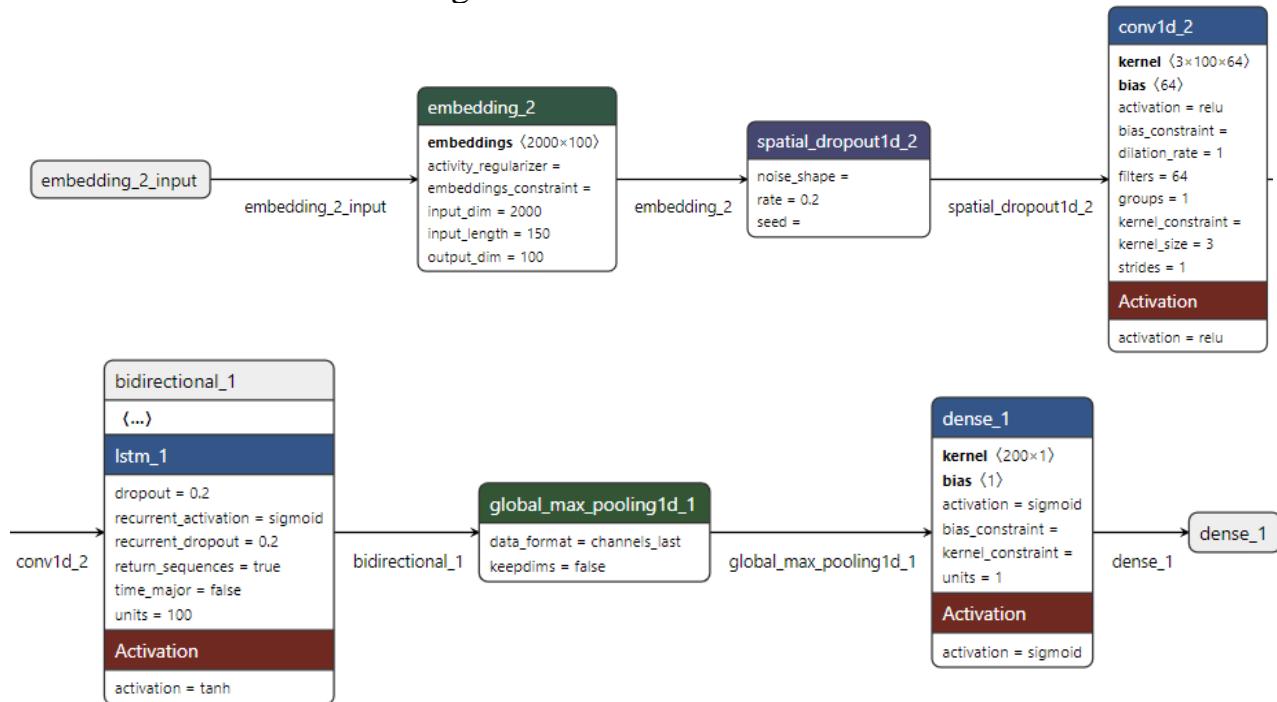 embedding_2_input
embedding_2_input
embedding_2
embeddings ⟨2000×100⟩
activity_regularizer =
embeddings_constraint =
input_dim = 2000
input_length = 150
output_dim = 100
embedding_2
spatial_dropout1d_2
noise_shape =
rate = 0.2
seed =
spatial_dropout1d_2
conv1d_2
kernel ⟨3×100×64⟩
bias ⟨64⟩
activation = relu
bias_constraint =
dilation_rate = 1
filters = 64
groups = 1
kernel_constraint =
kernel_size = 3
strides = 1
Activation
activation = relu
conv1d_2
bidirectional_1
⟨...⟩
lstm_1
dropout = 0.2
recurrent_activation = sigmoid
recurrent_dropout = 0.2
return_sequences = true
time_major = false
units = 100
Activation
activation = tanh
bidirectional_1
global_max_pooling1d_1
data_format = channels_last
keepdims = false
global_max_pooling1d_1
dense_1
kernel ⟨200×1⟩
bias ⟨1⟩
activation = sigmoid
bias_constraint =
kernel_constraint =
units = 1
Activation
activation = sigmoid
dense_1
dense_1